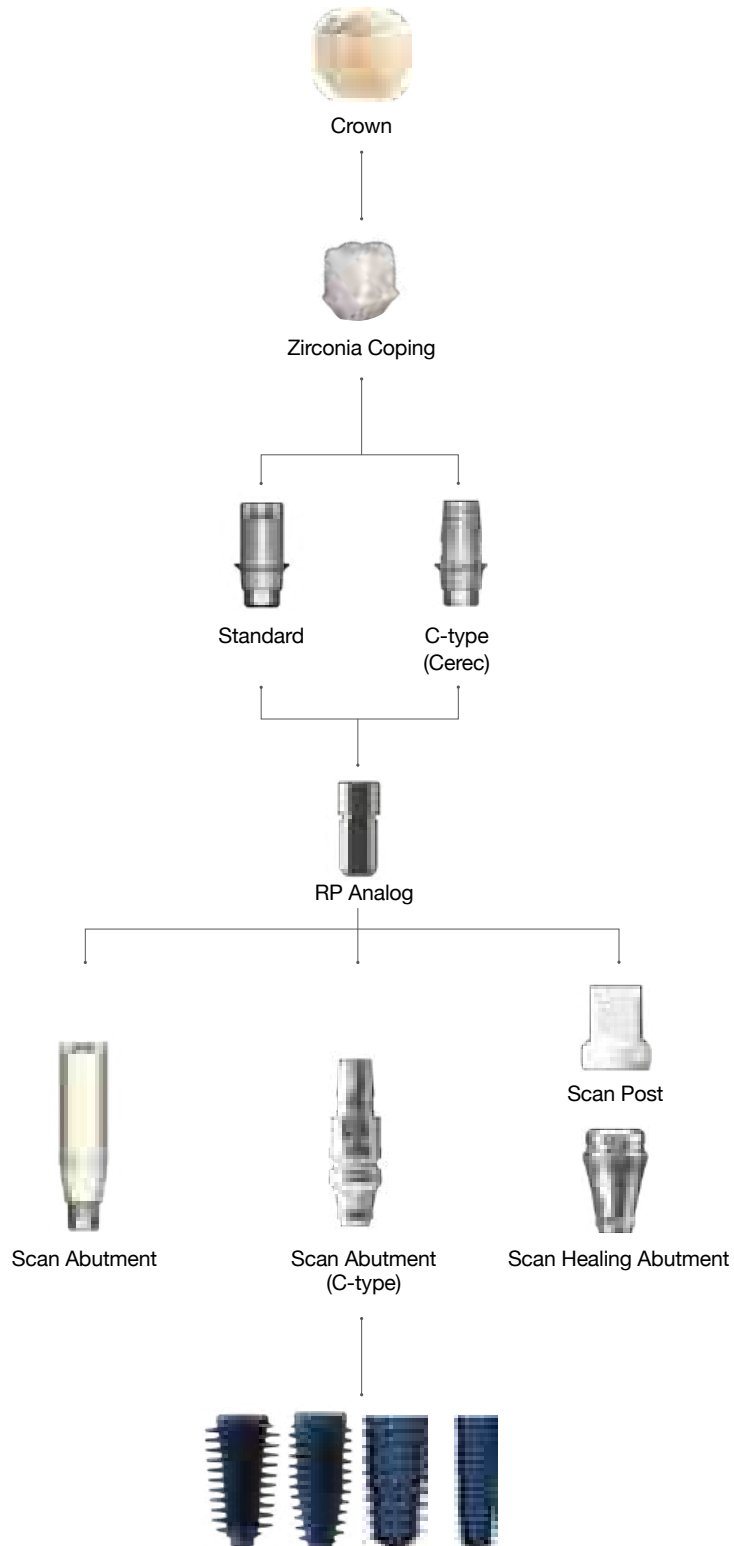 Crown
Zirconia Coping
Standard
C-type
(Cerec)
RP Analog
Scan Post
Scan Abutment
Scan Abutment
(C-type)
Scan Healing Abutment